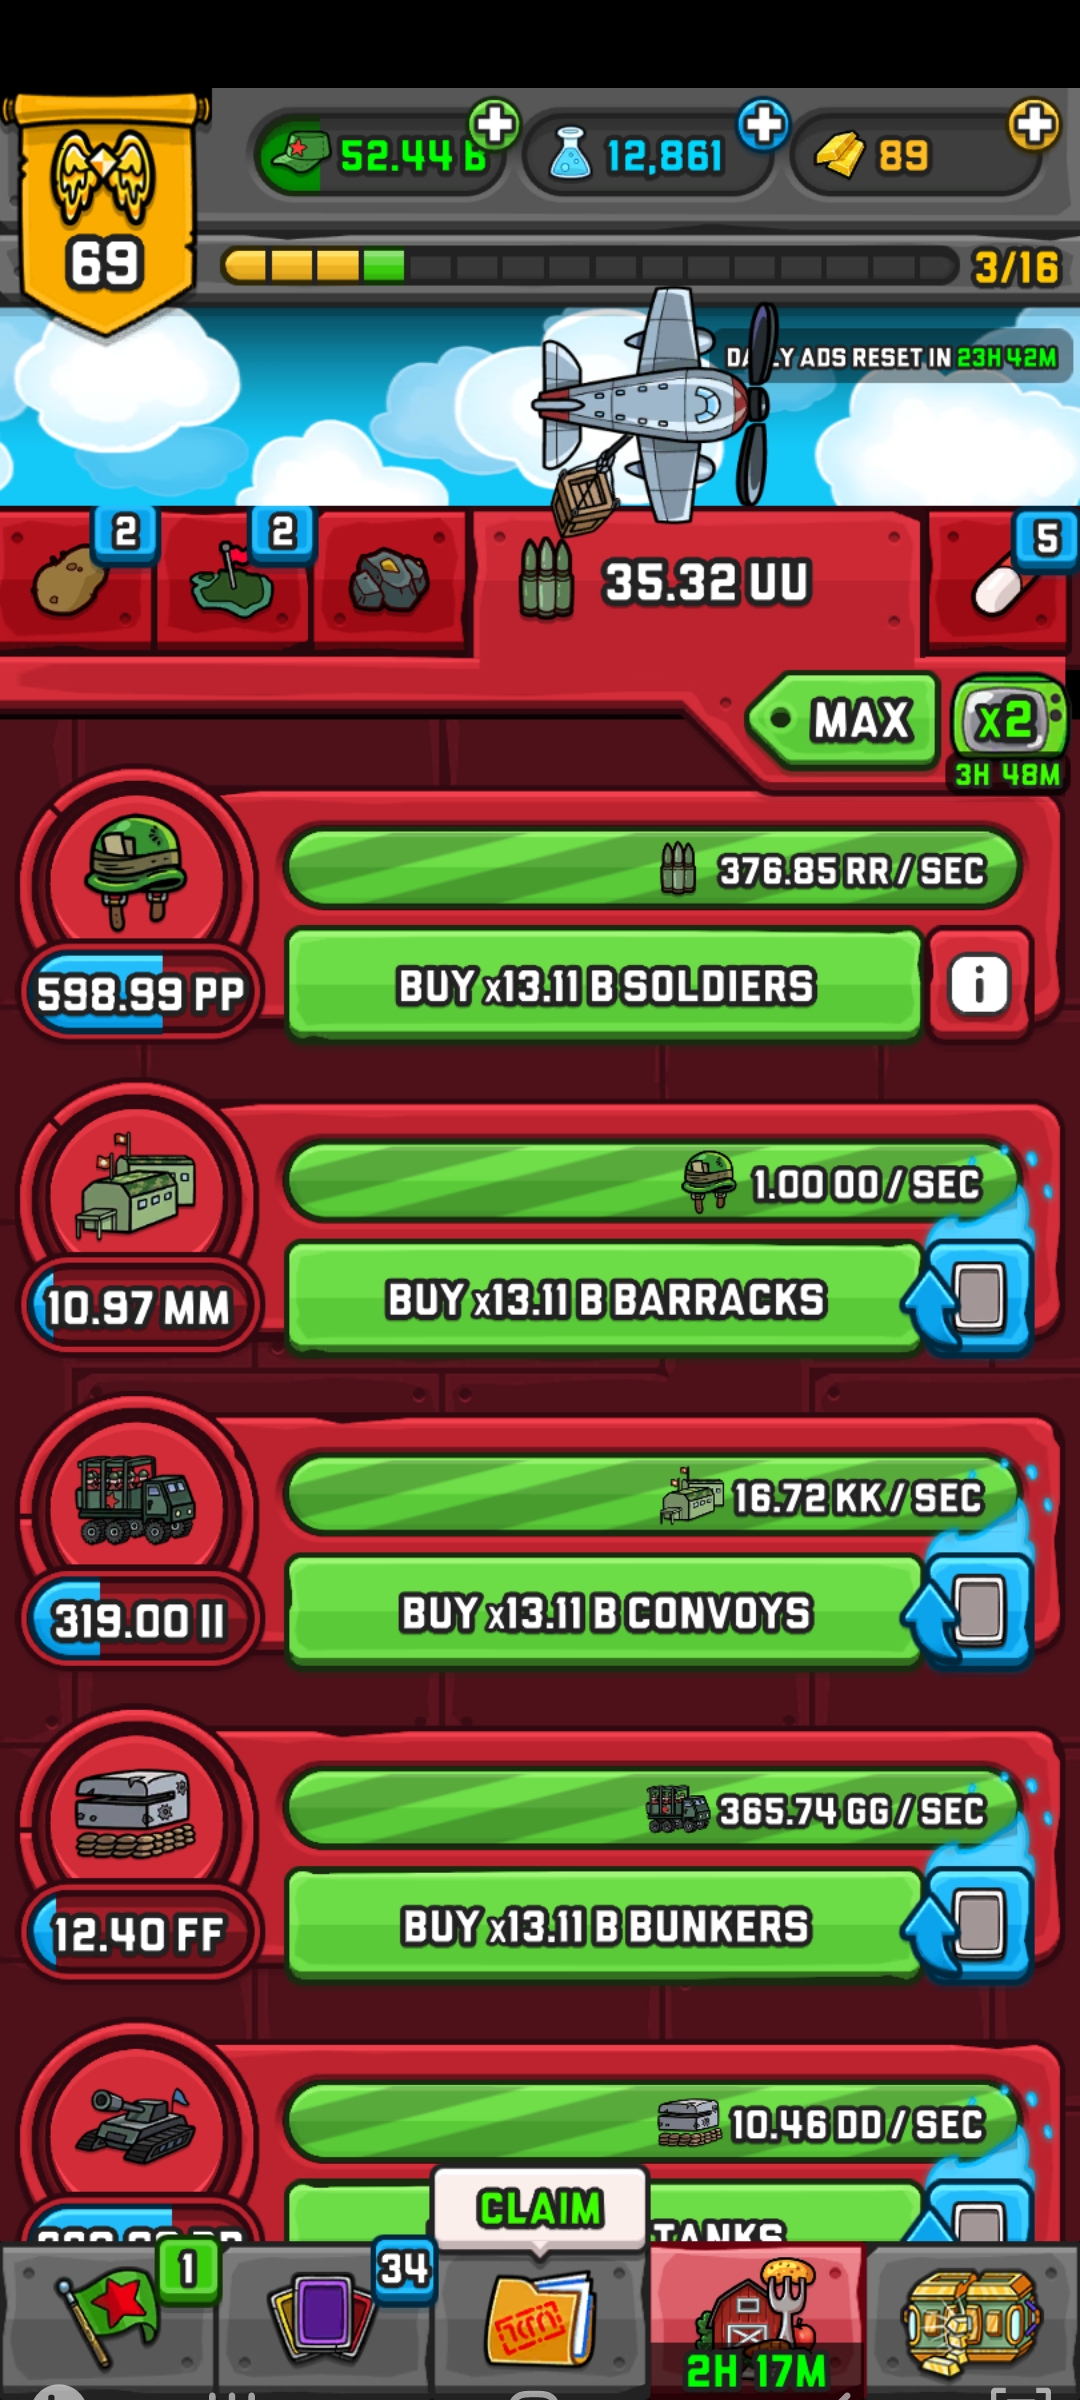 52.44 B
12,861
89
69
3/16
DAILY ADS RESET IN 23H 42M
2
2
5
35.32 UU
MAX
x2
3H 48M
376.85 RR / SEC
598.99 PP
BUY x13.11 B SOLDIERS
i
1.00 OO / SEC
10.97 MM
BUY x13.11 B BARRACKS
16.72 KK / SEC
319.00 II
BUY x13.11 B CONVOYS
365.74 GG / SEC
12.40 FF
BUY x13.11 B BUNKERS
10.46 DD / SEC
CLAIM
TANKS
1
34
2H 17M